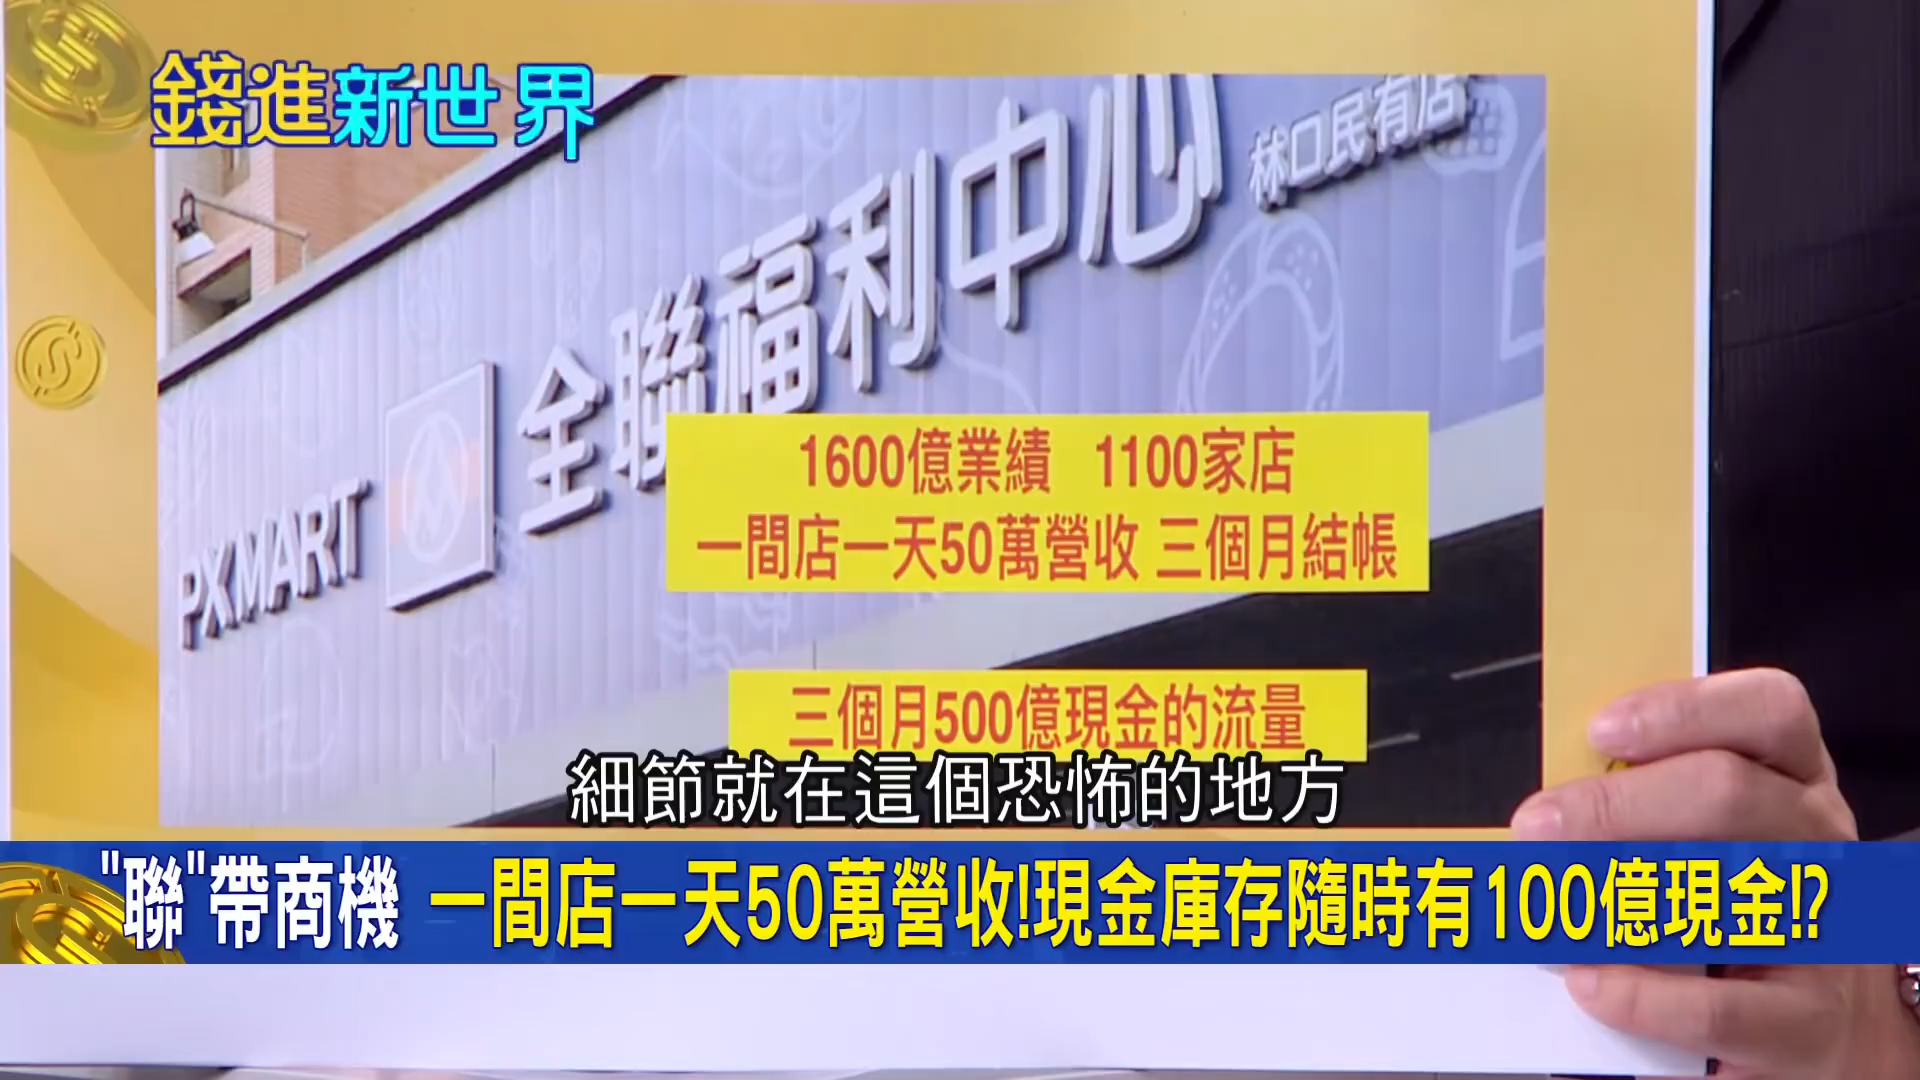 錢進新世界
林口民有店
全聯福利中心
PXMART
1600億業績 1100家店
一間店一天50萬營收 三個月結帳
三個月500億現金的流量
細節就在這個恐怖的地方
"聯"帶商機 一間店一天50萬營收!現金庫存隨時有100億現金!?